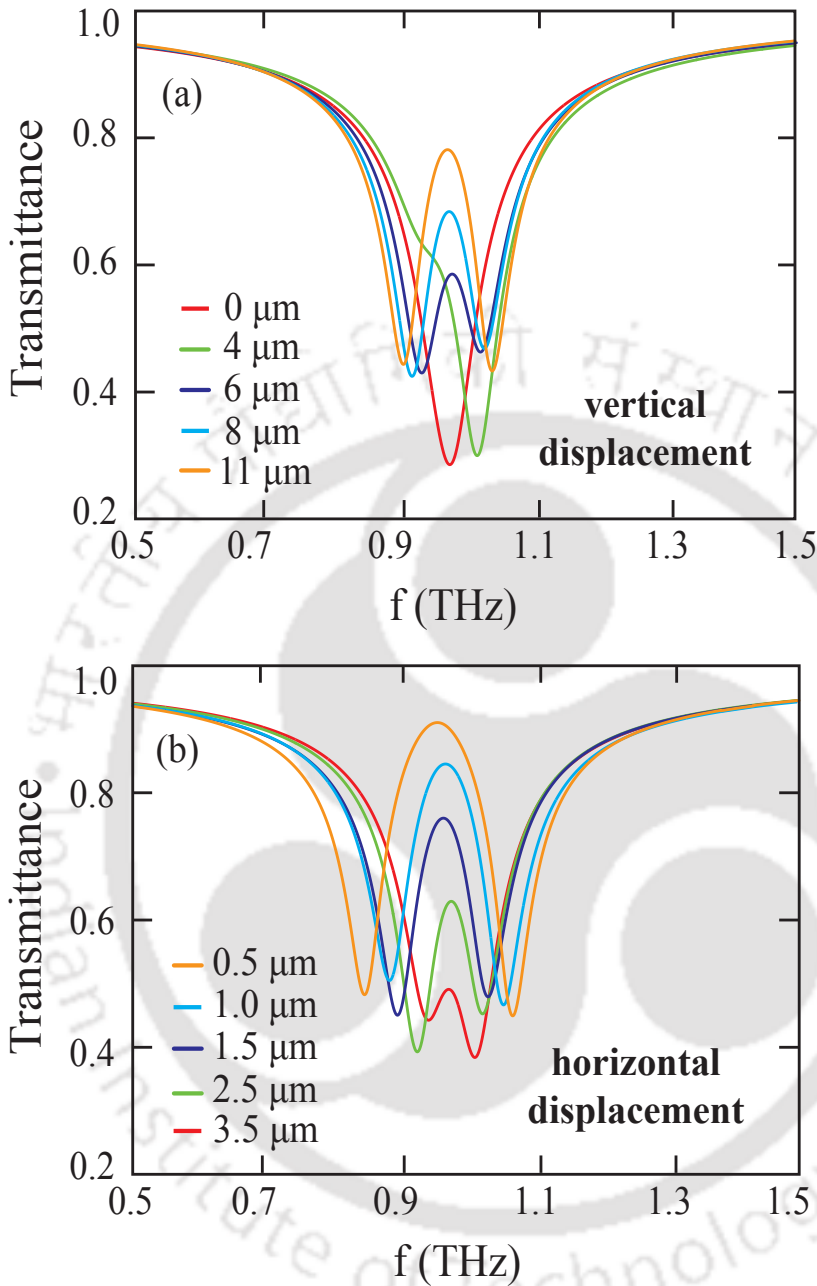 1.0
(a)
0.8
Transmittance
0.6
0 μm
4 μm
6 μm
8 μm
11 μm
0.4
vertical
displacement
0.2
0.5 0.7 0.9 1.1 1.3 1.5
f (THz)
1.0
(b)
0.8
Transmittance
0.6
0.5 μm
1.0 μm
1.5 μm
2.5 μm
3.5 μm
0.4
horizontal
displacement
0.2
0.5 0.7 0.9 1.1 1.3 1.5
f (THz)
Indian Institute of Technology